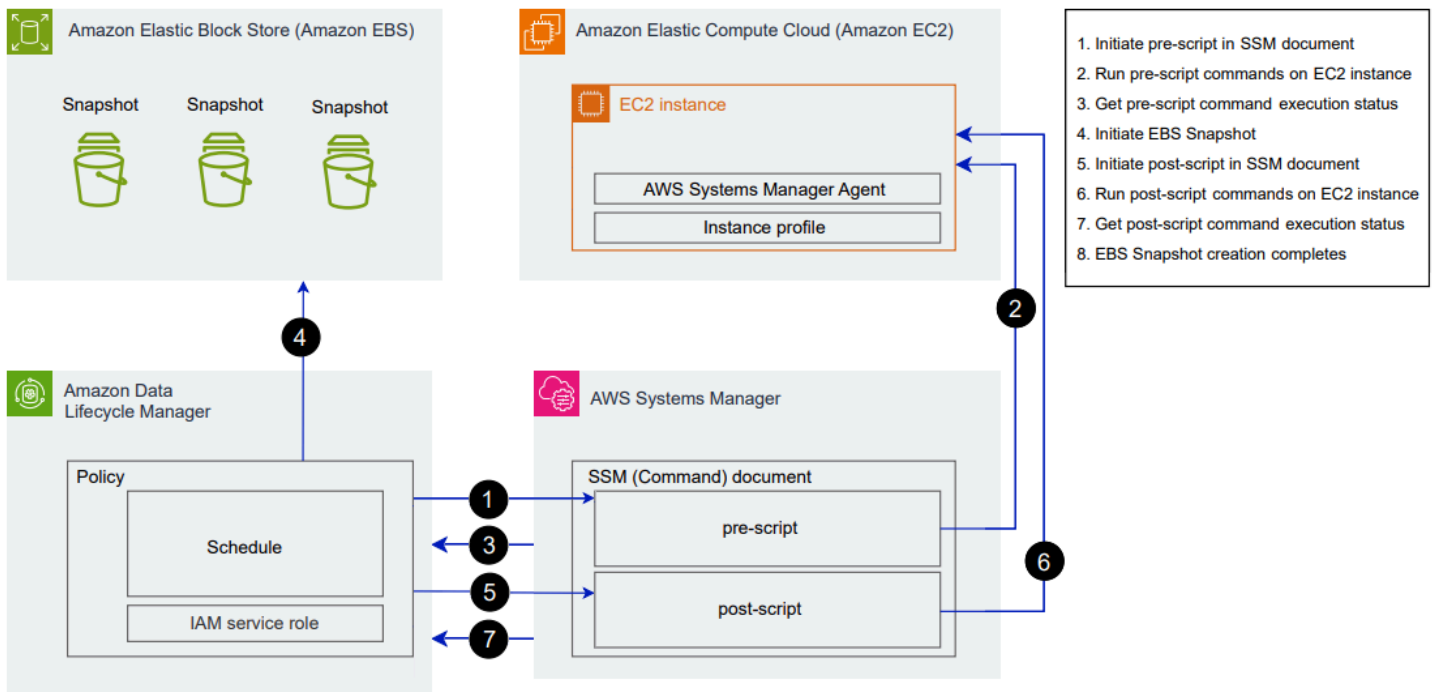 Amazon Elastic Block Store (Amazon EBS)
Snapshot
Snapshot
Snapshot
Amazon Elastic Compute Cloud (Amazon EC2)
EC2 instance
AWS Systems Manager Agent
Instance profile
1. Initiate pre-script in SSM document
2. Run pre-script commands on EC2 instance
3. Get pre-script command execution status
4. Initiate EBS Snapshot
5. Initiate post-script in SSM document
6. Run post-script commands on EC2 instance
7. Get post-script command execution status
8. EBS Snapshot creation completes
2
4
Amazon Data
Lifecycle Manager
Policy
Schedule
IAM service role
1
3
5
7
AWS Systems Manager
SSM (Command) document
pre-script
post-script
6